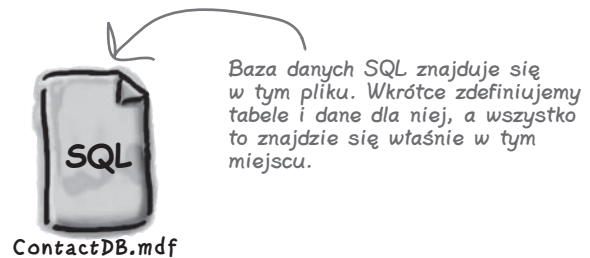 Baza danych SQL znajduje się
w tym pliku. Wkrótce zdefiniujemy
tabele i dane dla niej, a wszystko
to znajdzie się właśnie w tym
miejscu.
SQL
ContactDB.mdf